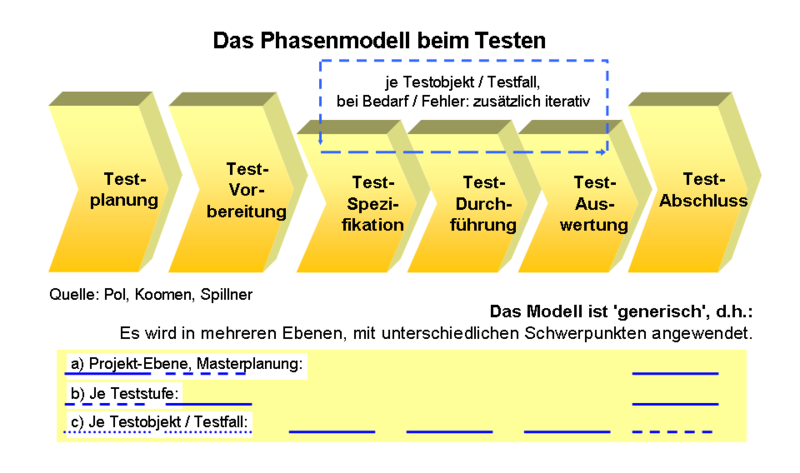 Das Phasenmodell beim Testen
je Testobjekt / Testfall,
bei Bedarf / Fehler: zusätzlich iterativ
Test-
planung
Test-
Vor-
bereitung
Test-
Spezi-
fikation
Test-
Durch-
führung
Test-
Aus-
wertung
Test-
Abschluss
Quelle: Pol, Koomen, Spillner
Das Modell ist 'generisch', d.h.:
Es wird in mehreren Ebenen, mit unterschiedlichen Schwerpunkten angewendet.
a) Projekt-Ebene, Masterplanung:
b) Je Teststufe:
c) Je Testobjekt / Testfall: